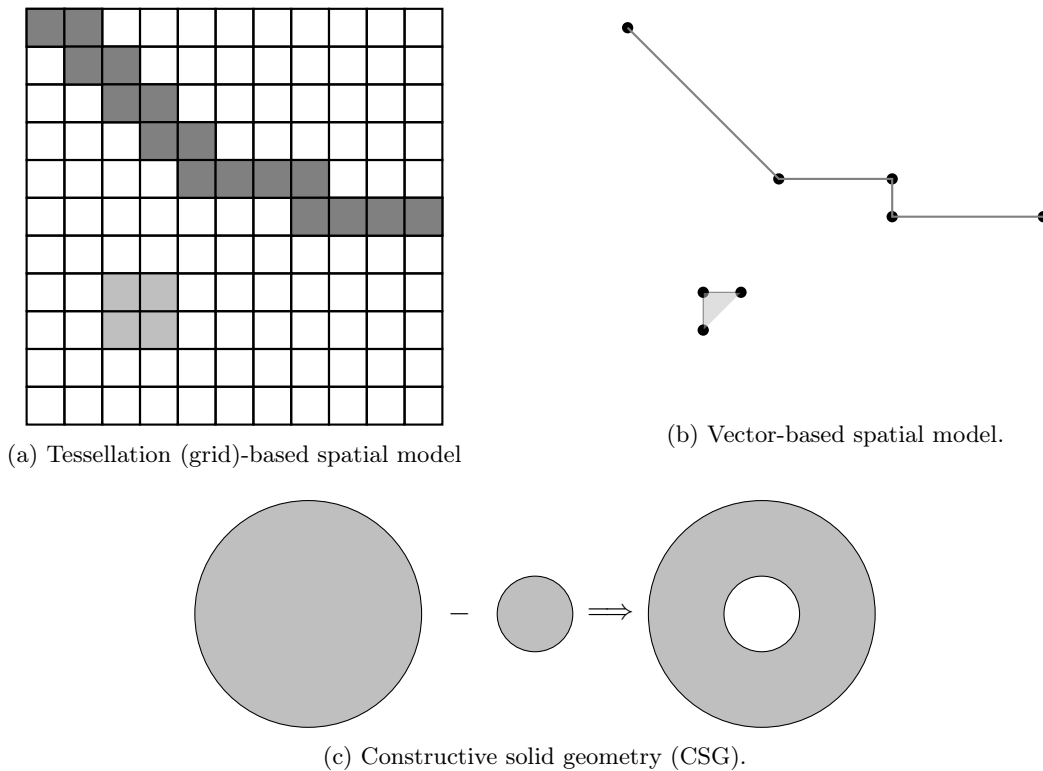 (a) Tessellation (grid)-based spatial model
(b) Vector-based spatial model.
− ⟹
(c) Constructive solid geometry (CSG).